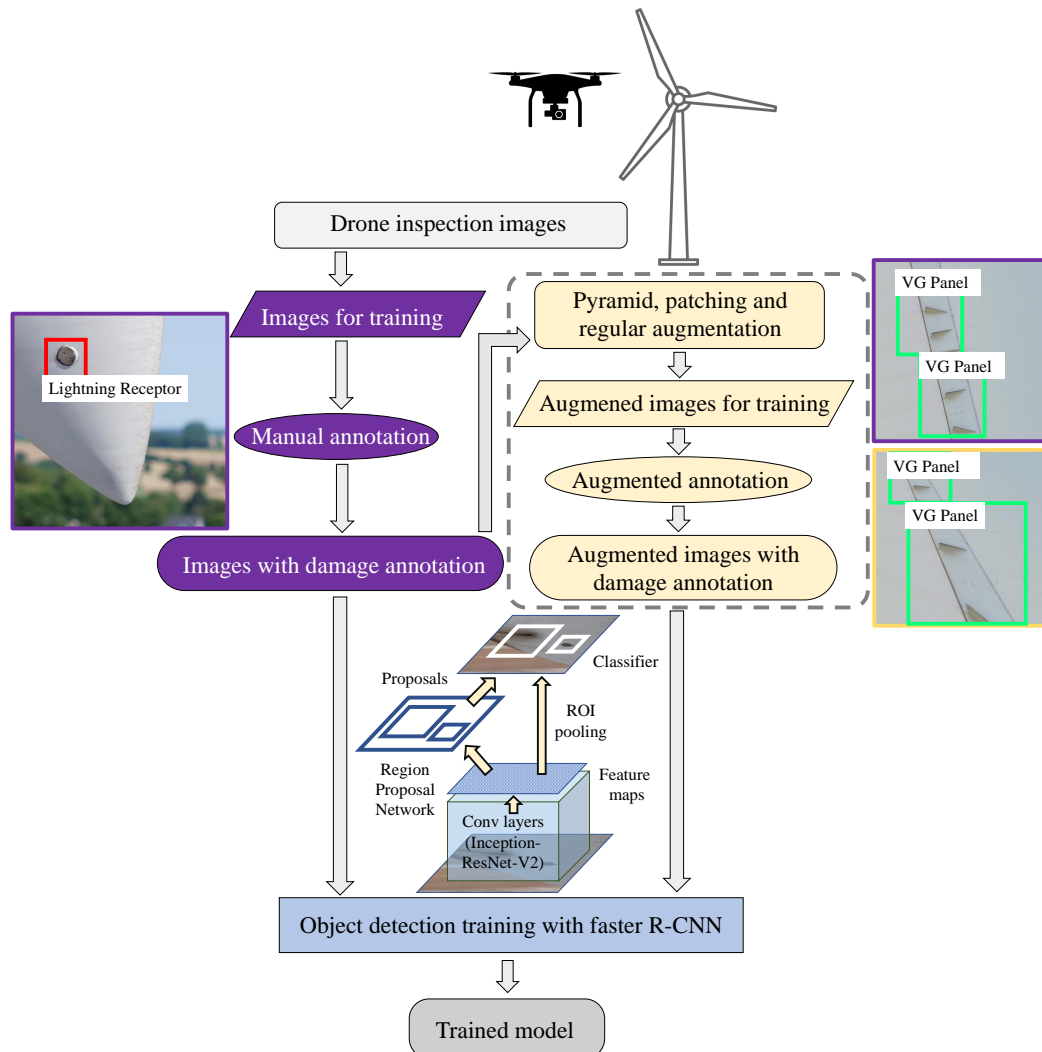 Drone inspection images
Images for training
Lightning Receptor
Manual annotation
Images with damage annotation
Pyramid, patching and
regular augmentation
Augmened images for training
Augmented annotation
Augmented images with
damage annotation
VG Panel
VG Panel
VG Panel
VG Panel
Classifier
Proposals
ROI
pooling
Region
Proposal
Network
Feature
maps
Conv layers
(Inception-
ResNet-V2)
Object detection training with faster R-CNN
Trained model